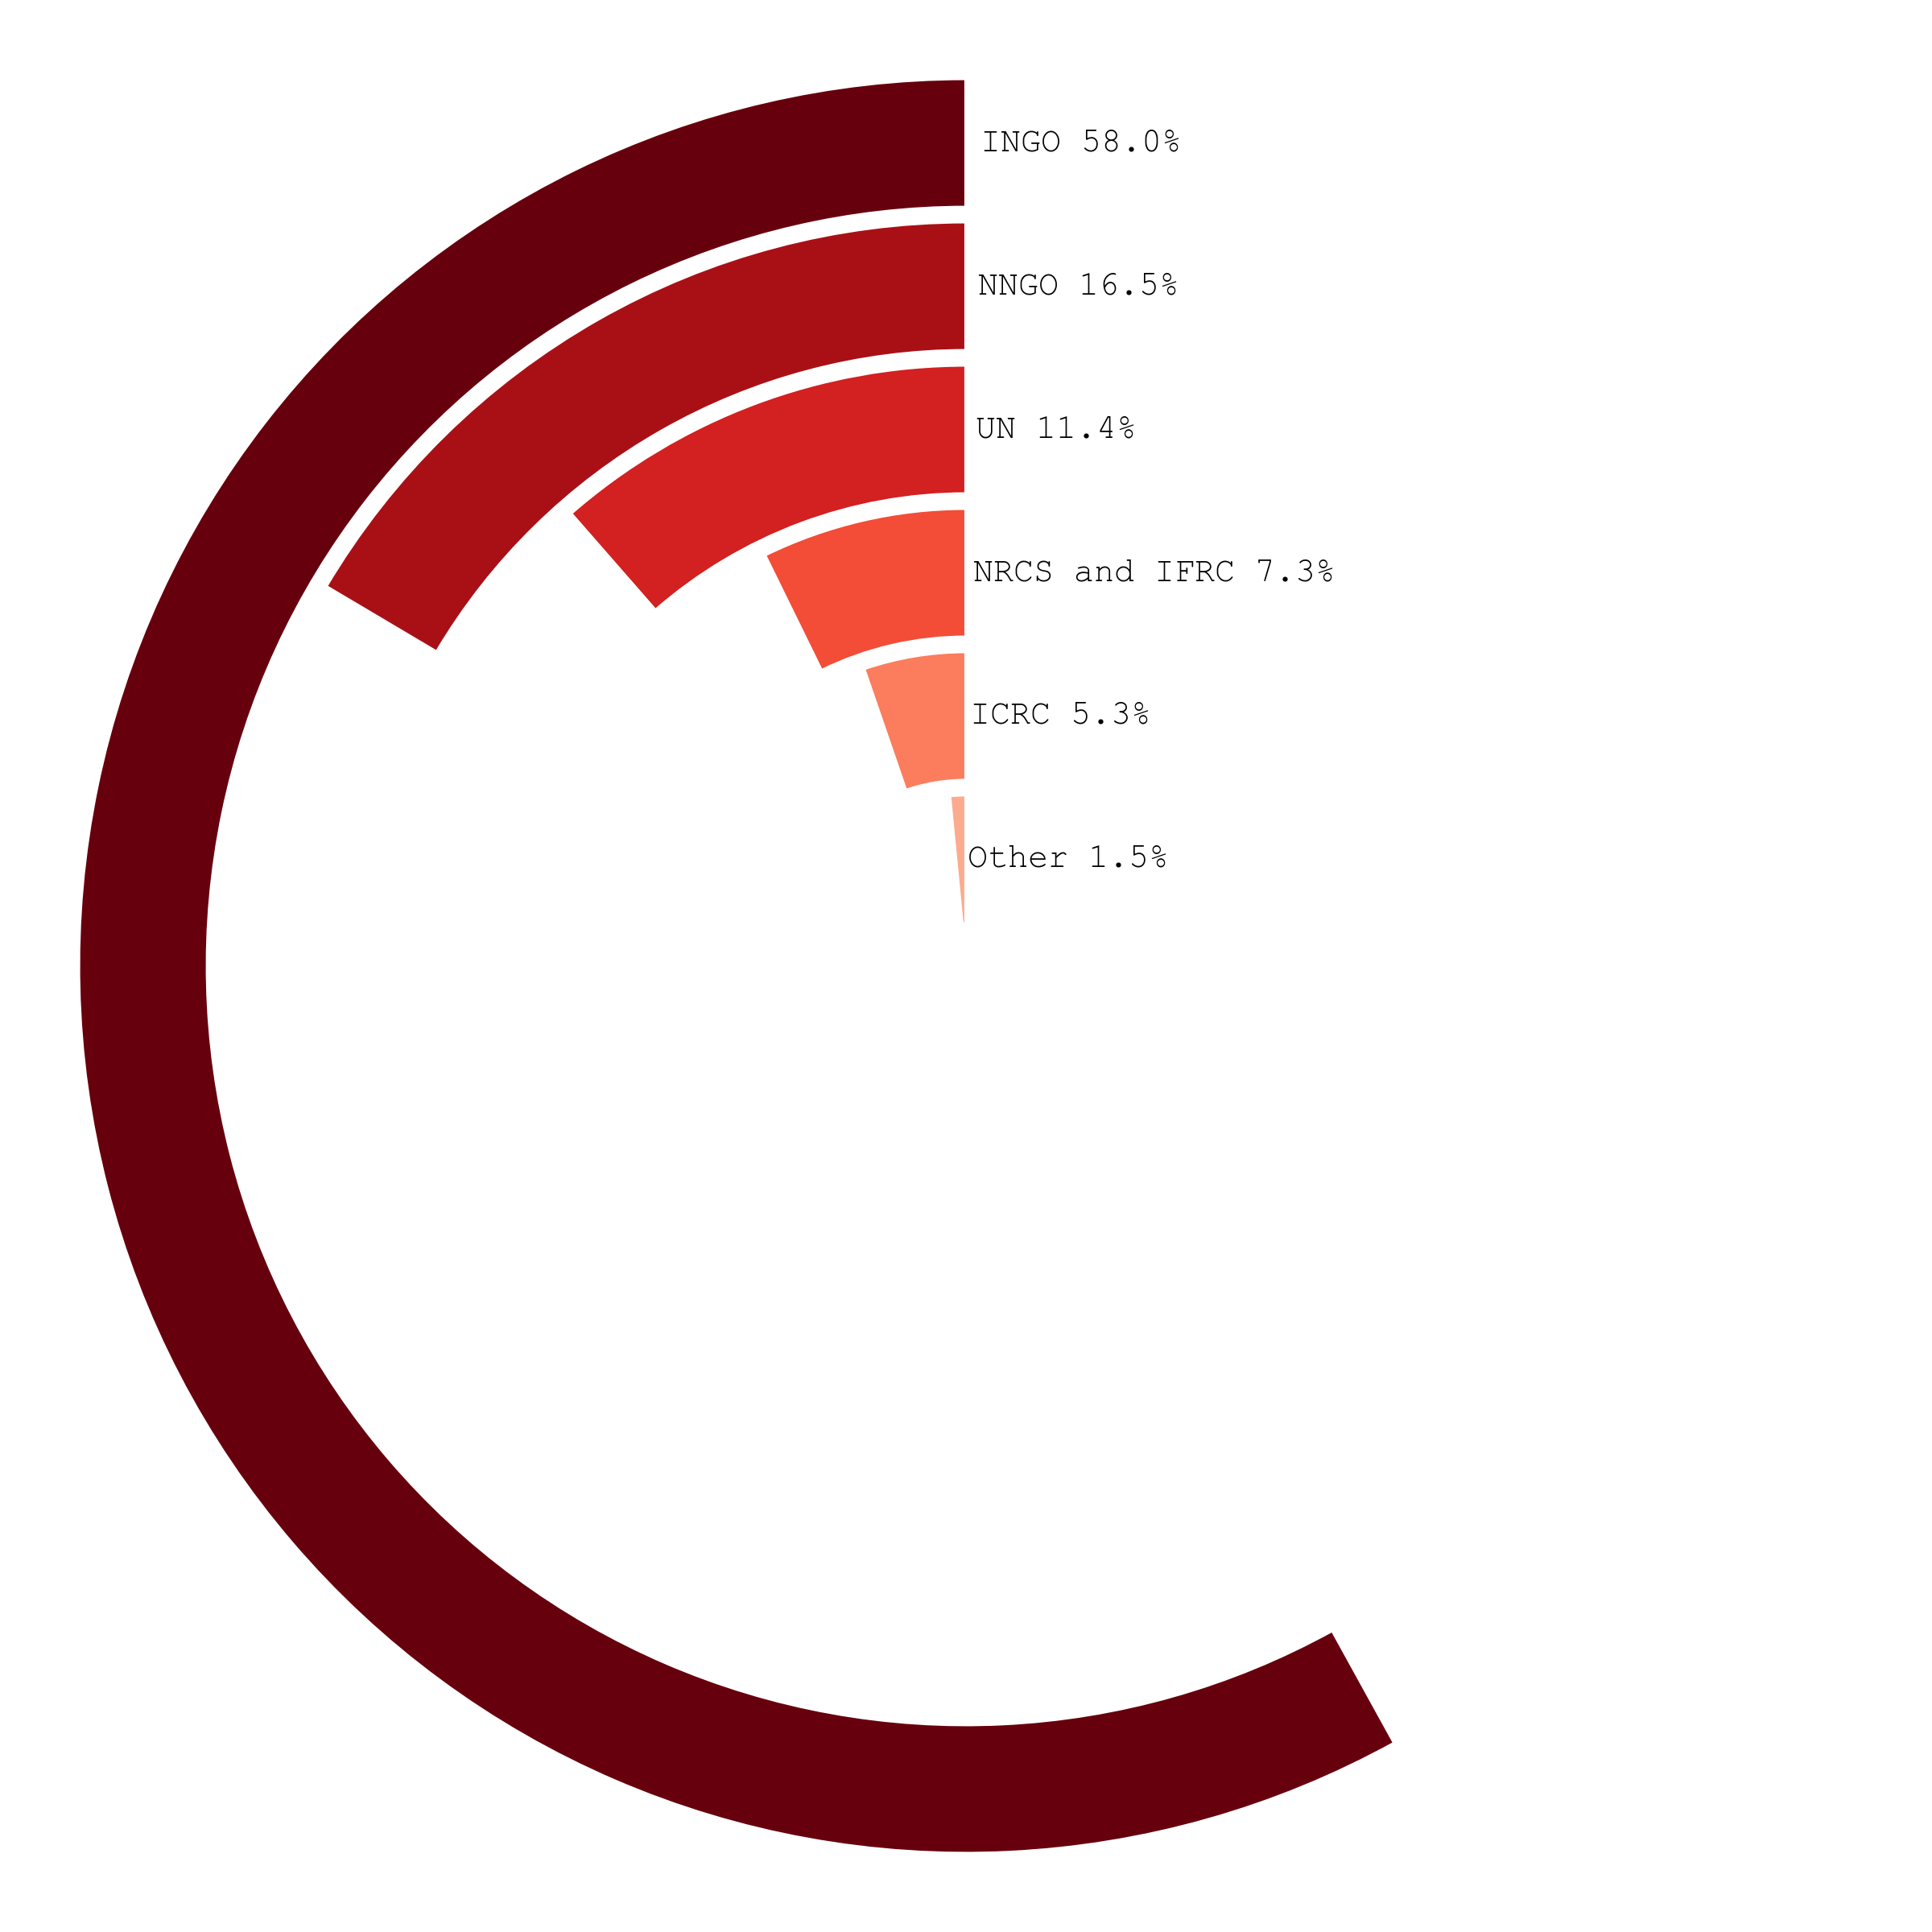 INGO 58.0%
NNGO 16.5%
UN 11.4%
NRCS and IFRC 7.3%
ICRC 5.3%
Other 1.5%